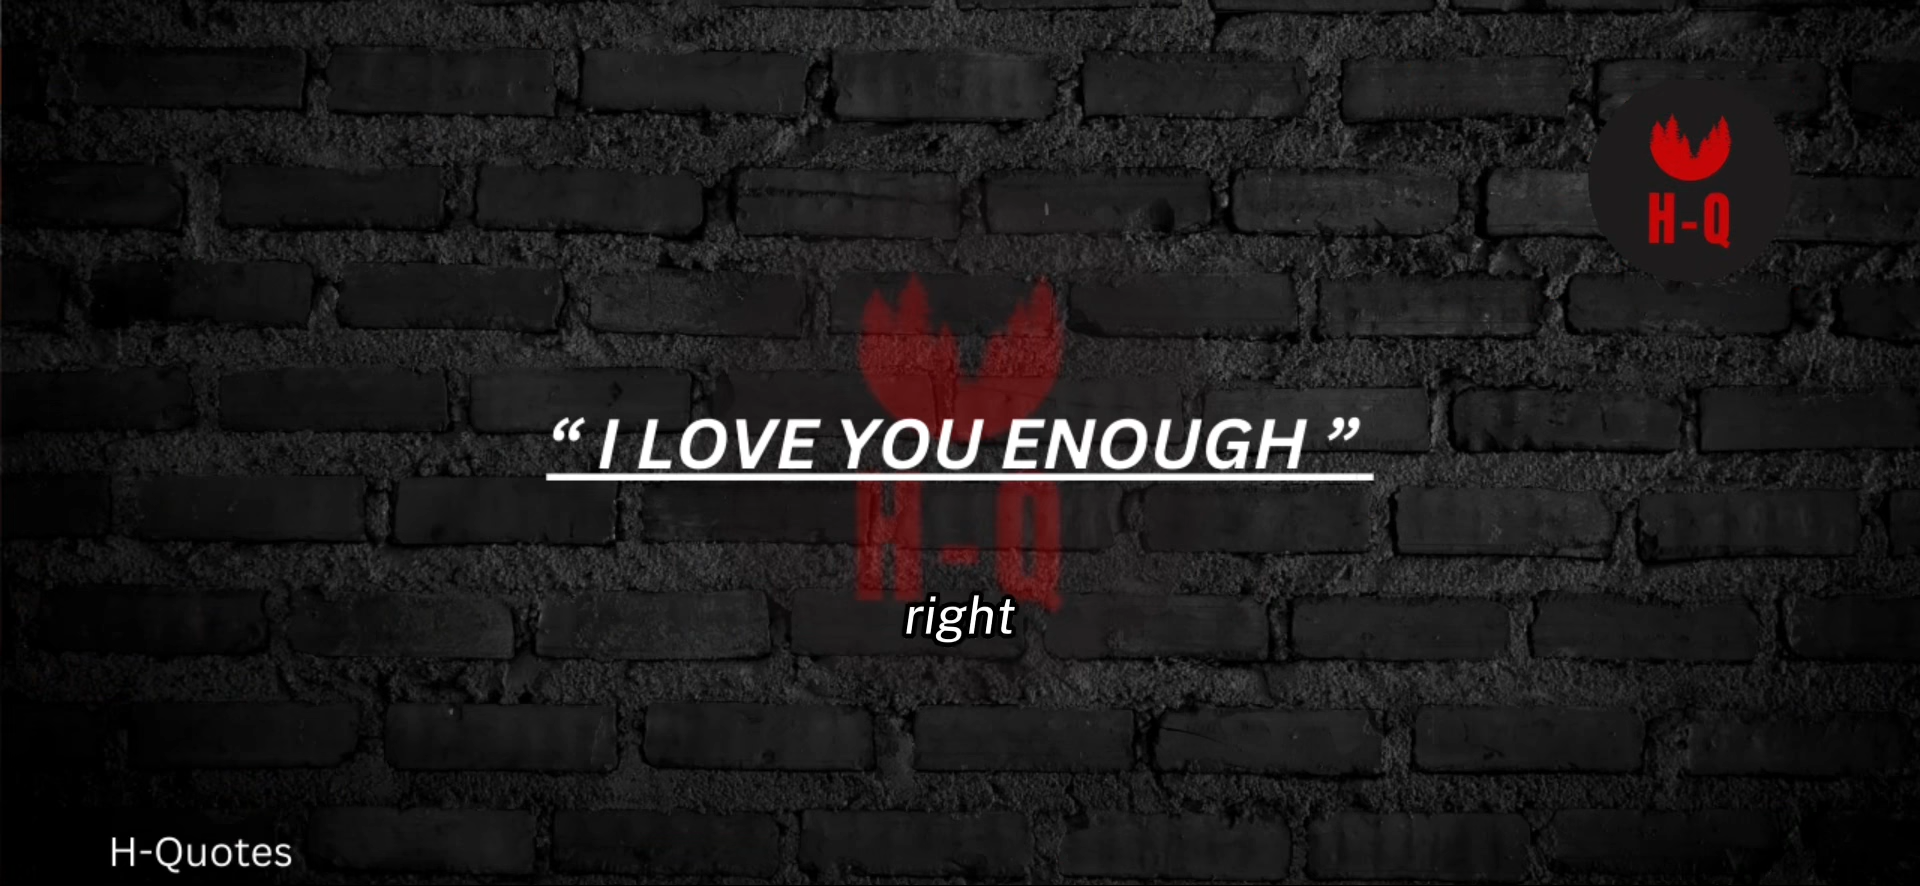 H-Q
“ I LOVE YOU ENOUGH ”
H-Q
right
H-Quotes